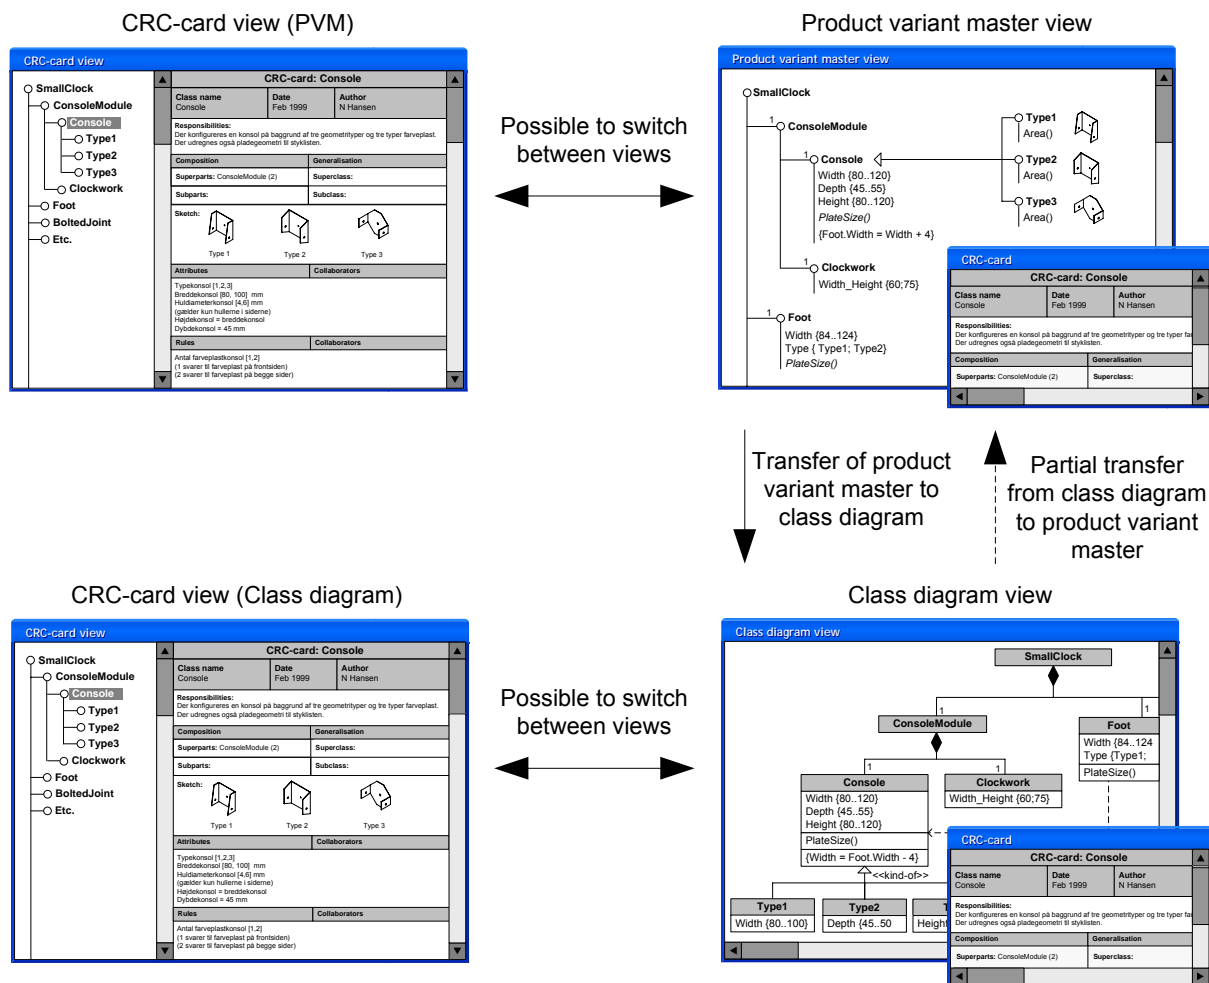 CRC-card view (PVM)
CRC-card view
SmallClock
ConsoleModule
Console
Type1
Type2
Type3
Clockwork
Foot
BoltedJoint
Etc.
CRC-card: Console
Class name
Console
Date
Feb 1999
Author
N Hansen
Responsibilities:
Der konfigureres en konsol på baggrund af tre geometrityper og tre typer farveplast.
Der udregnes også pladegeometri til styklisten.
Composition
Generalisation
Superparts: ConsoleModule (2)
Superclass:
Subparts:
Subclass:
Sketch:
Type 1
Type 2
Type 3
Attributes
Collaborators
Typekonsol [1,2,3]
Breddekonsol [80, 100] mm
Huldiameterkonsol [4,6] mm
(gælder kun hullerne i siderne)
Højdekonsol = breddekonsol
Dybdekonsol = 45 mm
Rules
Collaborators
Antal farveplastkonsol [1,2]
(1 svarer til farveplast på frontsiden)
(2 svarer til farveplast på begge sider)
Possible to switch
between views
Product variant master view
Product variant master view
SmallClock
1
ConsoleModule
1
Console
Width {80..120}
Depth {45..55}
Height {80..120}
PlateSize()
{Foot.Width = Width + 4}
Type1
Area()
Type2
Area()
Type3
Area()
1
Clockwork
Width_Height {60;75}
1
Foot
Width {84..124}
Type { Type1; Type2}
PlateSize()
CRC-card
CRC-card: Console
Class name
Console
Date
Feb 1999
Author
N Hansen
Responsibilities:
Der konfigureres en konsol på baggrund af tre geometrityper og tre typer far
Der udregnes også pladegeometri til styklisten.
Composition
Generalisation
Superparts: ConsoleModule (2)
Superclass:
Transfer of product
variant master to
class diagram
Partial transfer
from class diagram
to product variant
master
CRC-card view (Class diagram)
CRC-card view
SmallClock
ConsoleModule
Console
Type1
Type2
Type3
Clockwork
Foot
BoltedJoint
Etc.
CRC-card: Console
Class name
Console
Date
Feb 1999
Author
N Hansen
Responsibilities:
Der konfigureres en konsol på baggrund af tre geometrityper og tre typer farveplast.
Der udregnes også pladegeometri til styklisten.
Composition
Generalisation
Superparts: ConsoleModule (2)
Superclass:
Subparts:
Subclass:
Sketch:
Type 1
Type 2
Type 3
Attributes
Collaborators
Typekonsol [1,2,3]
Breddekonsol [80, 100] mm
Huldiameterkonsol [4,6] mm
(gælder kun hullerne i siderne)
Højdekonsol = breddekonsol
Dybdekonsol = 45 mm
Rules
Collaborators
Antal farveplastkonsol [1,2]
(1 svarer til farveplast på frontsiden)
(2 svarer til farveplast på begge sider)
Possible to switch
between views
Class diagram view
Class diagram view
SmallClock
1
1
ConsoleModule
Foot
Width {84..124
Type {Type1;
PlateSize()
1
1
Console
Width {80..120}
Depth {45..55}
Height {80..120}
PlateSize()
{Width = Foot.Width - 4}
Clockwork
Width_Height {60;75}
<<kind-of>>
Type1
Width {80..100}
Type2
Depth {45..50
T
Height
CRC-card
CRC-card: Console
Class name
Console
Date
Feb 1999
Author
N Hansen
Responsibilities:
Der konfigureres en konsol på baggrund af tre geometrityper og tre typer far
Der udregnes også pladegeometri til styklisten.
Composition
Generalisation
Superparts: ConsoleModule (2)
Superclass: